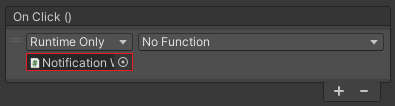 On Click ()
Runtime Only No Function
Notification
+ −